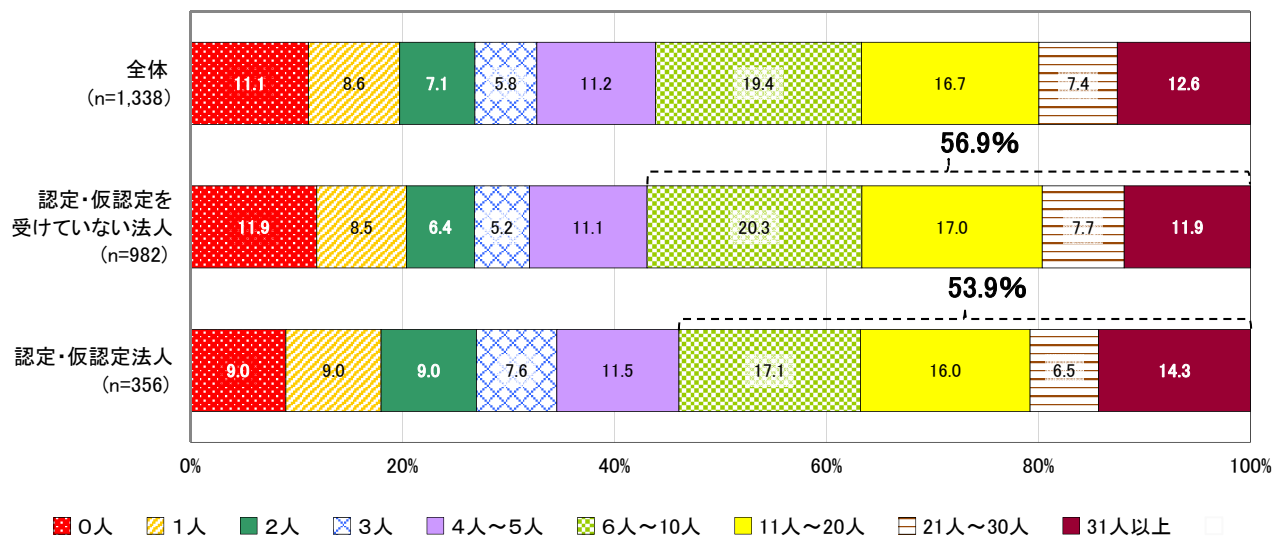 全体
(n=1,338)
11.1 8.6 7.1 5.8 11.2 19.4 16.7 7.4 12.6
56.9%
認定・仮認定を
受けていない法人
(n=982)
11.9 8.5 6.4 5.2 11.1 20.3 17.0 7.7 11.9
53.9%
認定・仮認定法人
(n=356)
9.0 9.0 9.0 7.6 11.5 17.1 16.0 6.5 14.3
0% 20% 40% 60% 80% 100%
０人 １人 ２人 ３人 ４人～５人 ６人～10人 11人～20人 21人～30人 31人以上